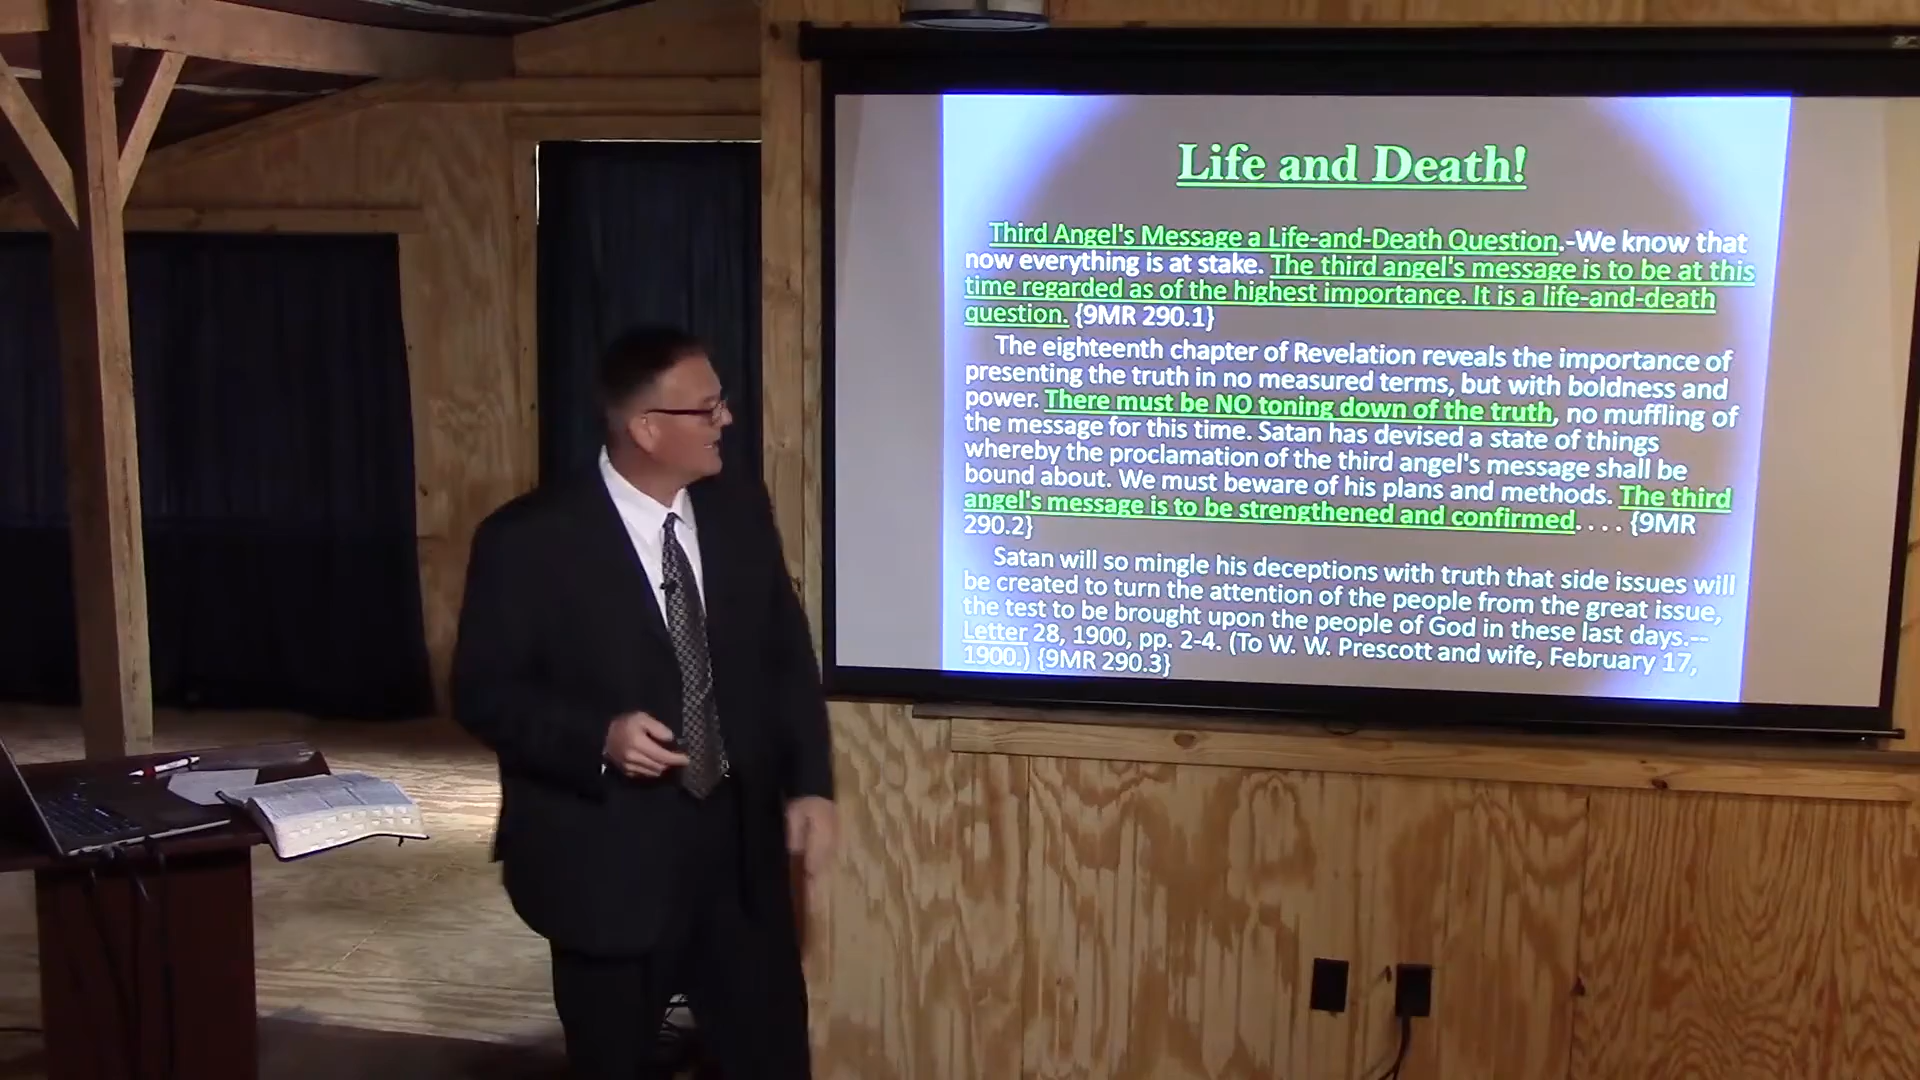 Life and Death!
Third Angel's Message a Life-and-Death Question.-We know that
now everything is at stake. The third angel's message is to be at this
time regarded as of the highest importance. It is a life-and-death
question. {9MR 290.1}
The eighteenth chapter of Revelation reveals the importance of
presenting the truth in no measured terms, but with boldness and
power. There must be NO toning down of the truth, no muffling of
the message for this time. Satan has devised a state of things
whereby the proclamation of the third angel's message shall be
bound about. We must beware of his plans and methods. The third
angel's message is to be strengthened and confirmed. . . . {9MR
290.2}
Satan will so mingle his deceptions with truth that side issues will
be created to turn the attention of the people from the great issue,
the test to be brought upon the people of God in these last days.--
Letter 28, 1900, pp. 2-4. (To W. W. Prescott and wife, February 17,
1900.) {9MR 290.3}